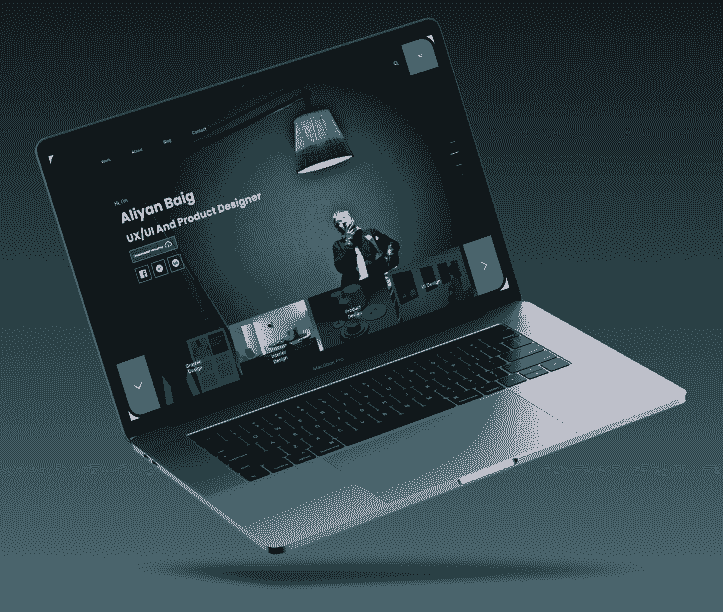 Work
About
Blog
Contact
Hi, I'm
Aliyan Baig
UX/UI And Product Designer
Graphic
Design
Interior
Design
Product
Design
UI Design
MacBook Pro